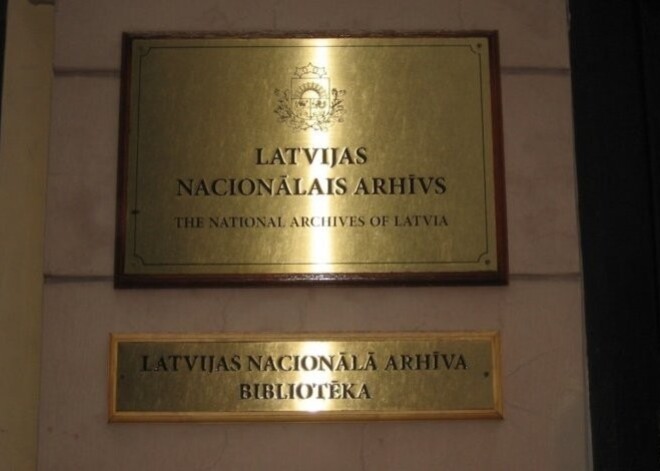 LATVIJAS
NACIONĀLAIS ARHĪVS
THE NATIONAL ARCHIVES OF LATVIA
LATVIJAS NACIONĀLĀ ARHĪVA
BIBLIOTĒKA